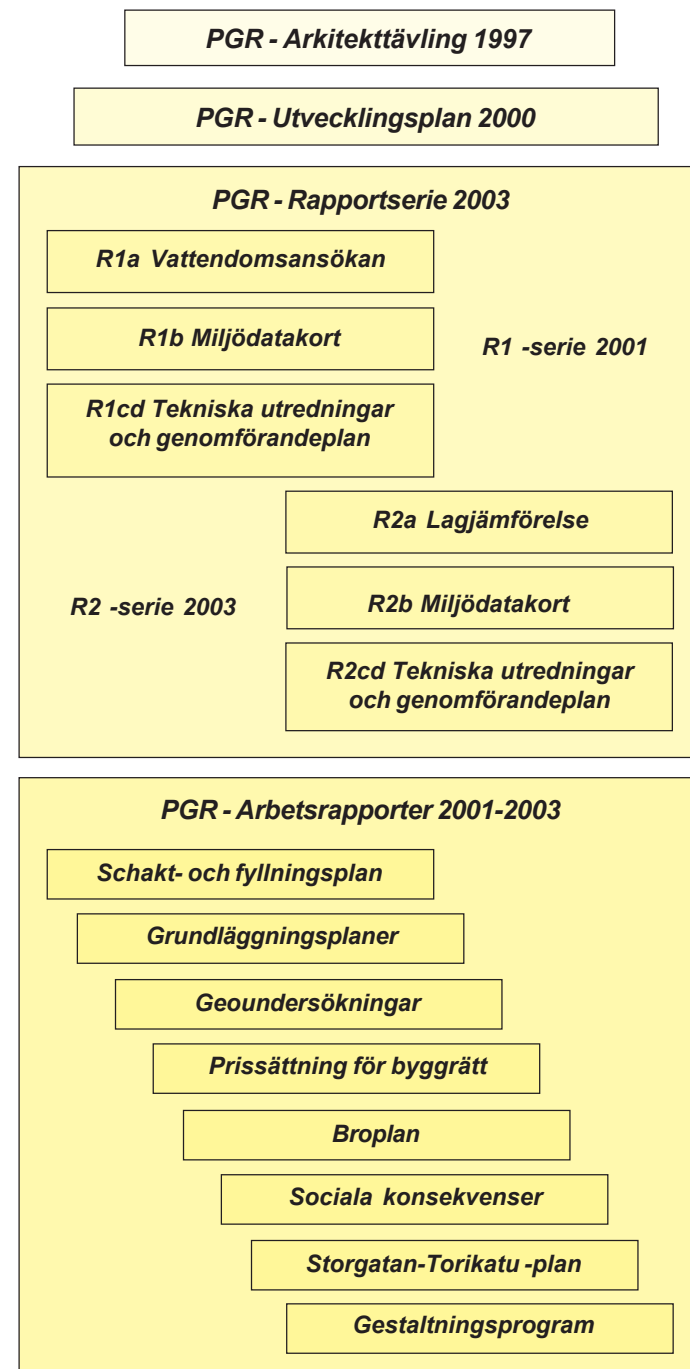 PGR - Arkitekttävling 1997
PGR - Utvecklingsplan 2000
PGR - Rapportserie 2003
R1a Vattendomsansökan
R1b Miljödatakort
R1 -serie 2001
R1cd Tekniska utredningar
och genomförandeplan
R2a Lagjämförelse
R2 -serie 2003
R2b Miljödatakort
R2cd Tekniska utredningar
och genomförandeplan
PGR - Arbetsrapporter 2001-2003
Schakt- och fyllningsplan
Grundläggningsplaner
Geoundersökningar
Prissättning för byggrätt
Broplan
Sociala konsekvenser
Storgatan-Torikatu -plan
Gestaltningsprogram